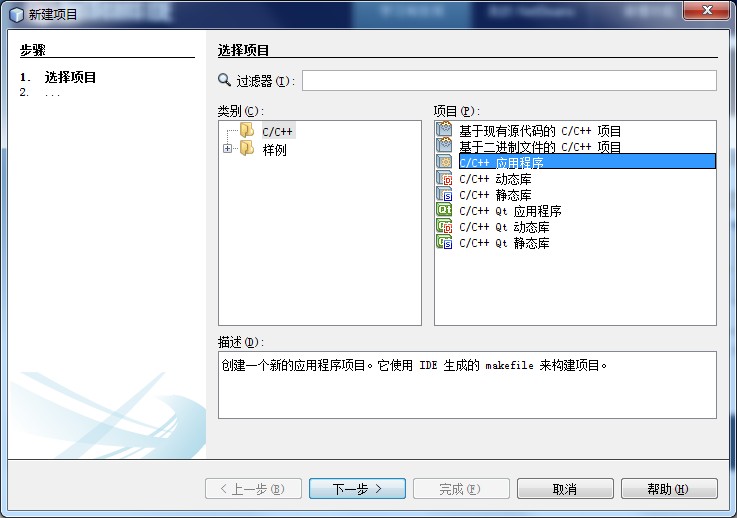 新建项目
步骤
1. 选择项目
2. ...
选择项目
过滤器(I):
类别(C):
C/C++
样例
项目(P):
基于现有源代码的 C/C++ 项目
基于二进制文件的 C/C++ 项目
C/C++ 应用程序
C/C++ 动态库
C/C++ 静态库
C/C++ Qt 应用程序
C/C++ Qt 动态库
C/C++ Qt 静态库
描述(D):
创建一个新的应用程序项目。它使用 IDE 生成的 makefile 来构建项目。
< 上一步(B)
下一步 >
完成(F)
取消
帮助(H)